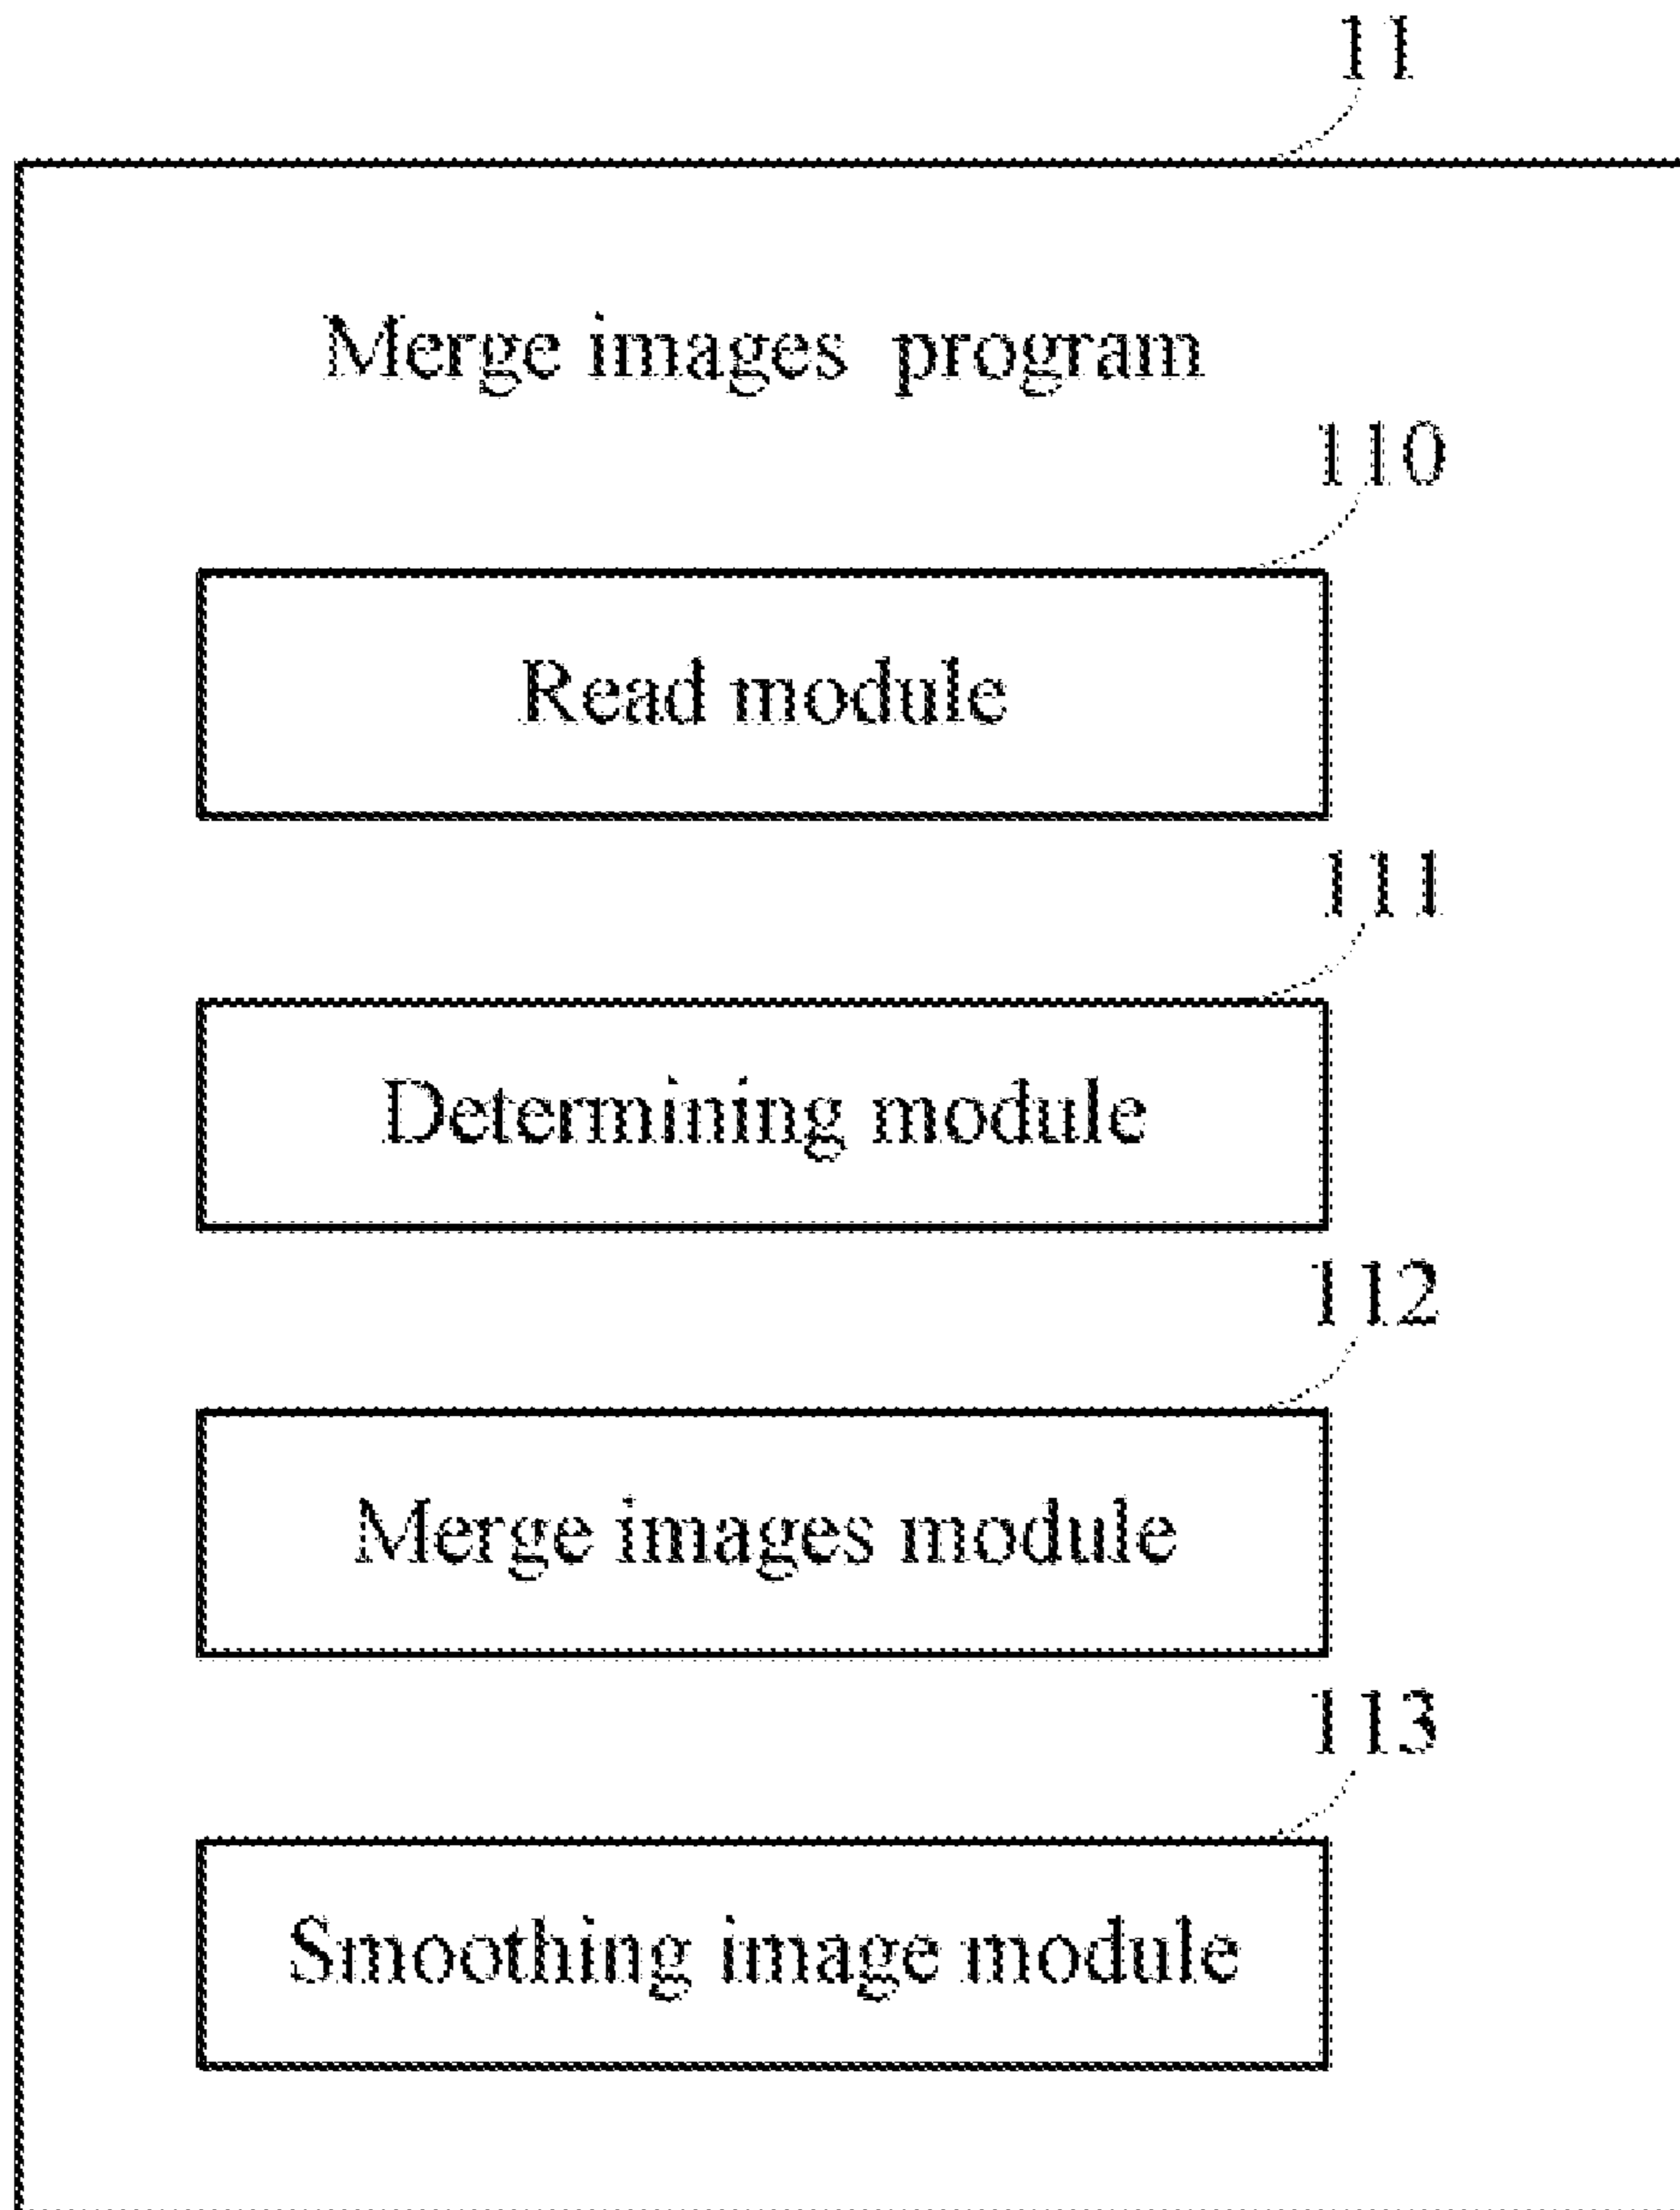 11
Merge images program
110
Read module
111
Determining module
112
Merge images module
113
Smoothing image module